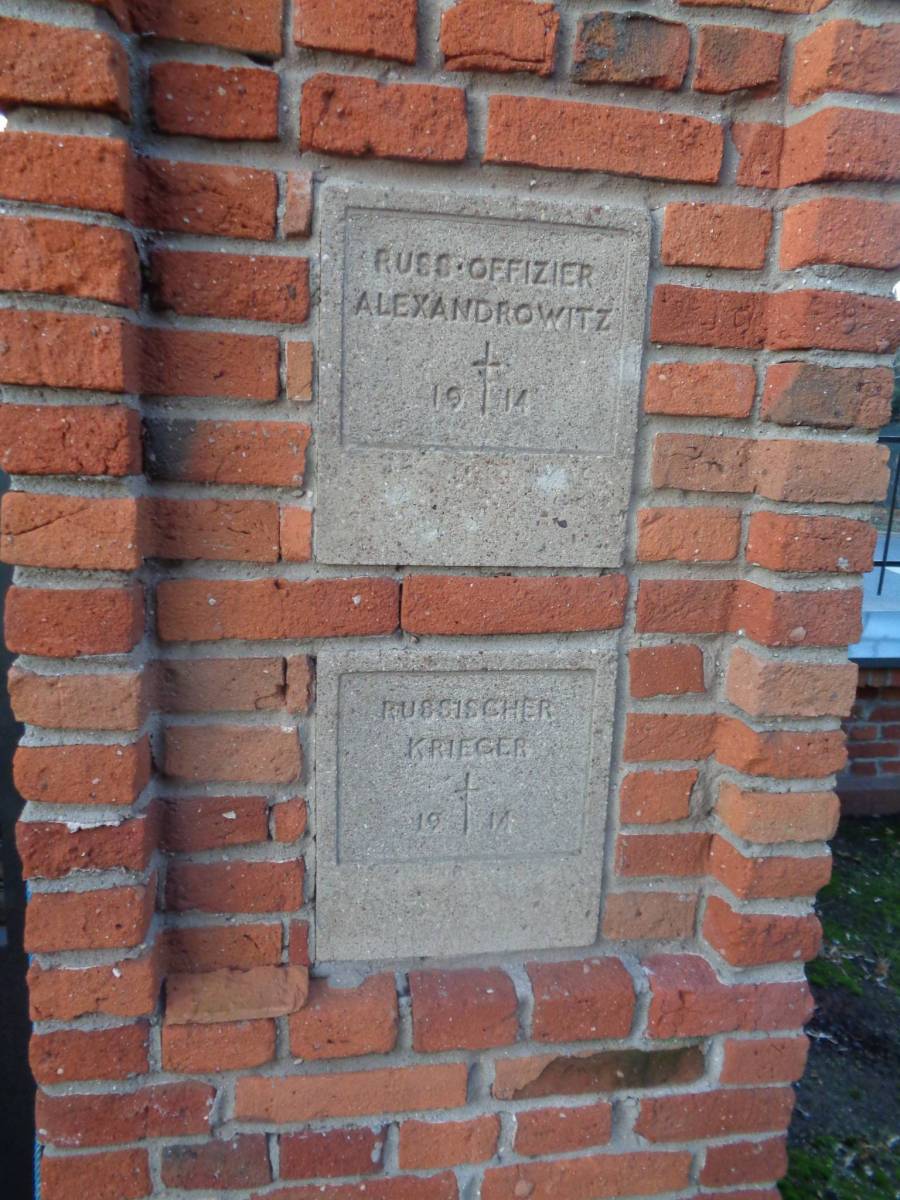 RUSS·OFFIZIER
ALEXANDROWITZ
19 14
RUSSISCHER
KRIEGER
19 14